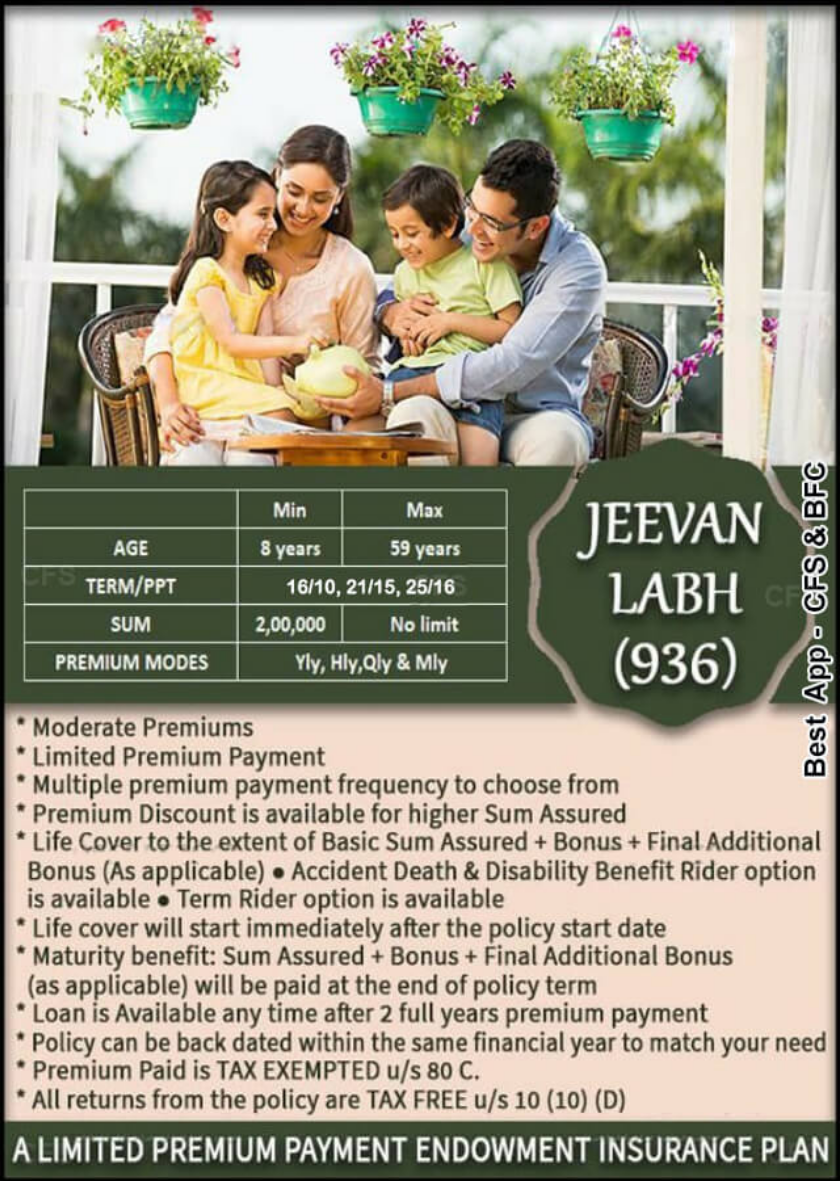 Min Max
AGE 8 years 59 years
TERM/PPT 16/10, 21/15, 25/16
SUM 2,00,000 No limit
PREMIUM MODES Yly, Hly,Qly & Mly
CFS
JEEVAN
LABH
(936)
Best App - CFS & BFC
* Moderate Premiums
* Limited Premium Payment
* Multiple premium payment frequency to choose from
* Premium Discount is available for higher Sum Assured
* Life Cover to the extent of Basic Sum Assured + Bonus + Final Additional
Bonus (As applicable) ● Accident Death & Disability Benefit Rider option
is available ● Term Rider option is available
* Life cover will start immediately after the policy start date
* Maturity benefit: Sum Assured + Bonus + Final Additional Bonus
(as applicable) will be paid at the end of policy term
* Loan is Available any time after 2 full years premium payment
* Policy can be back dated within the same financial year to match your need
* Premium Paid is TAX EXEMPTED u/s 80 C.
* All returns from the policy are TAX FREE u/s 10 (10) (D)
A LIMITED PREMIUM PAYMENT ENDOWMENT INSURANCE PLAN